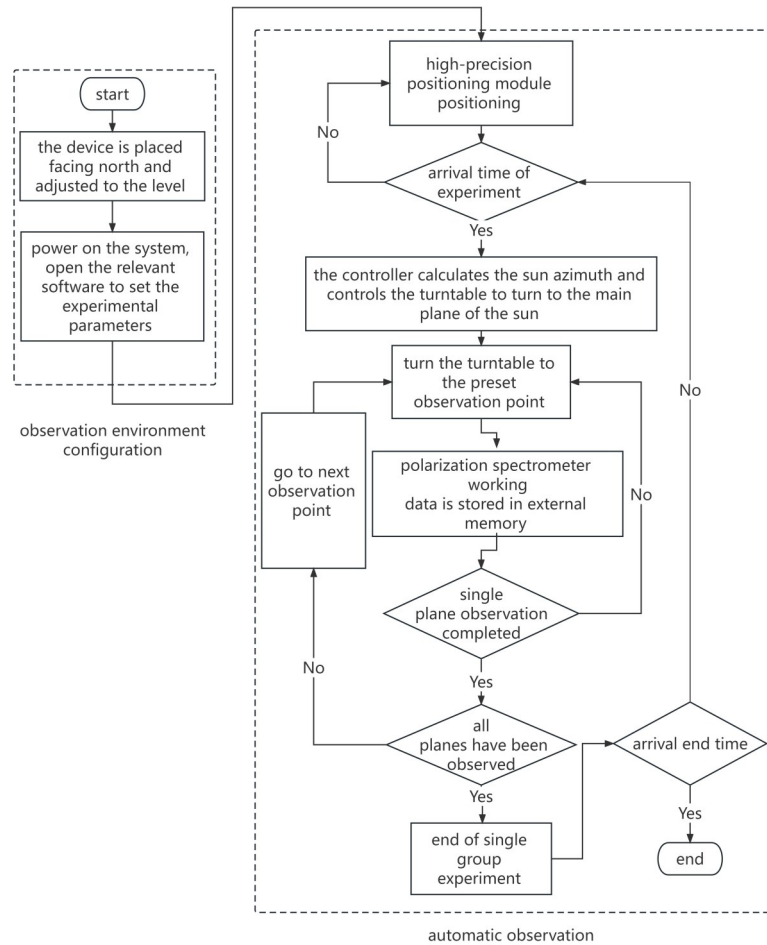 start
the device is placed
facing north and
adjusted to the level
power on the system,
open the relevant
software to set the
experimental
parameters
observation environment
configuration
high-precision
positioning module
positioning
No
arrival time of
experiment
Yes
the controller calculates the sun azimuth and
controls the turntable to turn to the main
plane of the sun
turn the turntable to
the preset
observation point
No
go to next
observation
point
polarization spectrometer
working
data is stored in external
memory
No
single
plane observation
completed
No
Yes
all
planes have been
observed
arrival end time
Yes
Yes
end of single
group
experiment
end
automatic observation